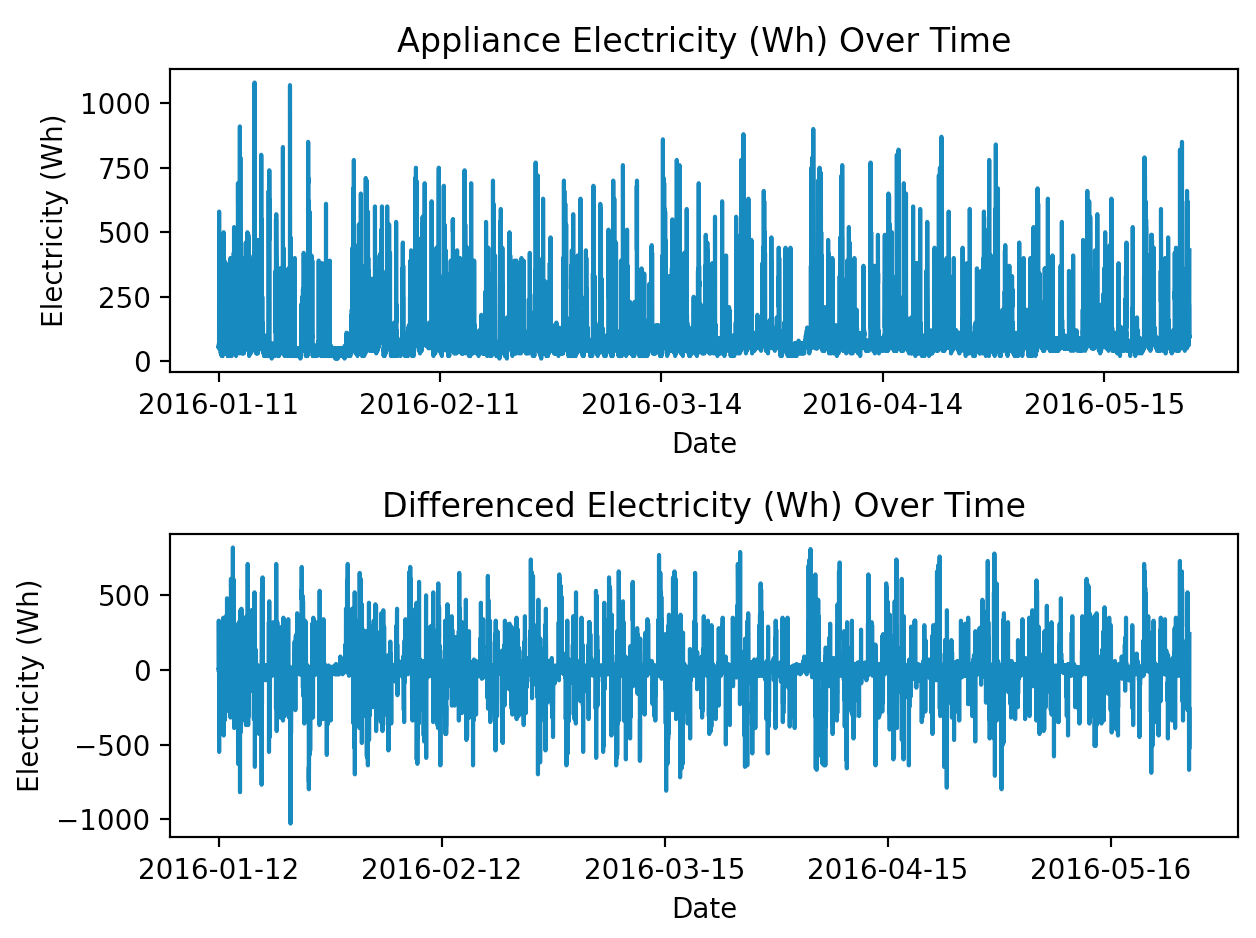 Appliance Electricity (Wh) Over Time
1000
750
500
250
0
Electricity (Wh)
2016-01-11 2016-02-11 2016-03-14 2016-04-14 2016-05-15
Date
Differenced Electricity (Wh) Over Time
500
0
−500
−1000
Electricity (Wh)
2016-01-12 2016-02-12 2016-03-15 2016-04-15 2016-05-16
Date